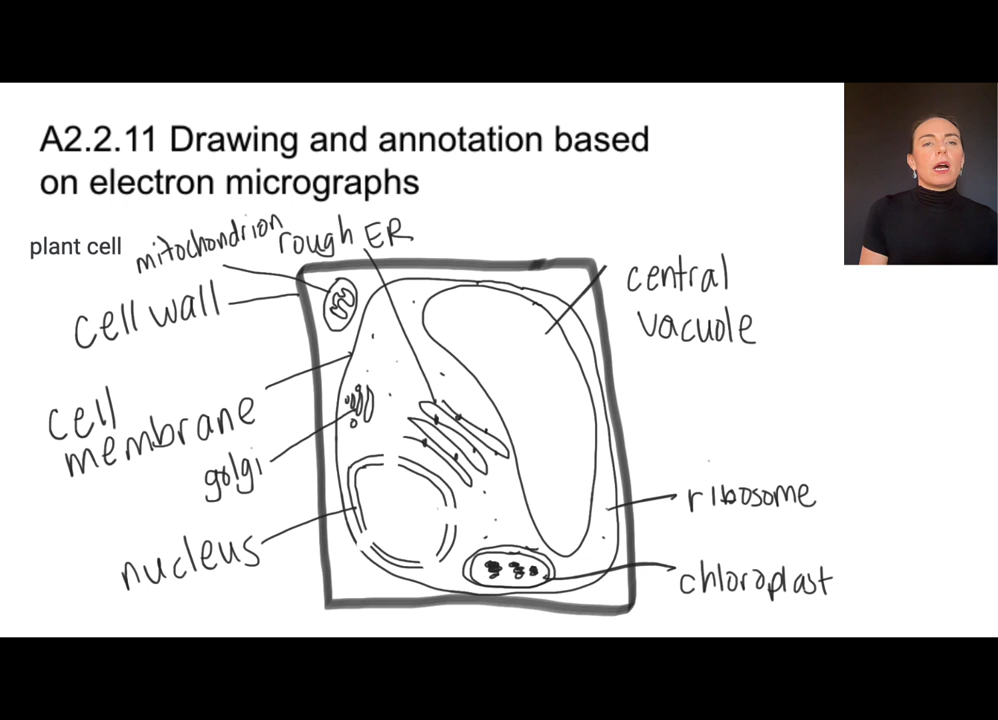 A2.2.11 Drawing and annotation based
on electron micrographs
plant cell
mitochondrion
rough ER
cell wall
central
vacuole
cell
membrane
golgi
nucleus
ribosome
chloroplast